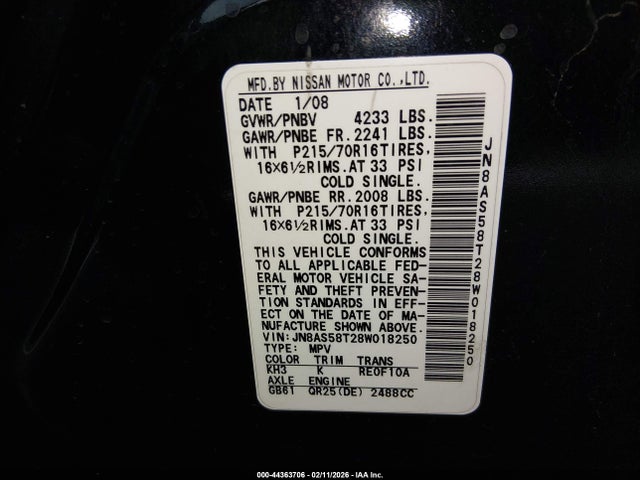 MFD.BY NISSAN MOTOR CO.,LTD.
DATE 1/08
GVWR/PNBV 4233 LBS.
GAWR/PNBE FR. 2241 LBS.
WITH P215/70R16TIRES,
16X6½RIMS.AT 33 PSI
COLD SINGLE.
GAWR/PNBE RR. 2008 LBS.
WITH P215/70R16TIRES,
16X6½RIMS.AT 33 PSI
COLD SINGLE.
THIS VEHICLE CONFORMS
TO ALL APPLICABLE FED-
ERAL MOTOR VEHICLE SA-
FETY AND THEFT PREVEN-
TION STANDARDS IN EFF-
ECT ON THE DATE OF MA-
NUFACTURE SHOWN ABOVE.
VIN:JN8AS58T28W018250
TYPE: MPV
COLOR TRIM TRANS
KH3 K RE0F10A
AXLE ENGINE
GB61 QR25(DE) 2488CC
JN8AS58T28W018250
000-44363706 - 02/11/2026 - IAA Inc.